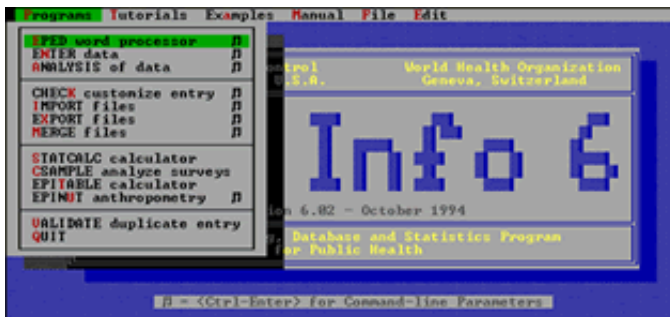 Programs Tutorials Examples Manual File Edit
EPED word processor ♫
ENTER data ♫
ANALYSIS of data ♫
CHECK customize entry ♫
IMPORT files ♫
EXPORT files ♫
MERGE files ♫
STATCALC calculator
CSAMPLE analyze surveys
EPITABLE calculator
EPINUT anthropometry ♫
VALIDATE duplicate entry
QUIT
ntrol World Health Organization
U.S.A. Geneva, Switzerland
Info 6
ion 6.02 - October 1994
, Database and Statistics Program
for Public Health
♫ = <Ctrl-Enter> for Command-line Parameters